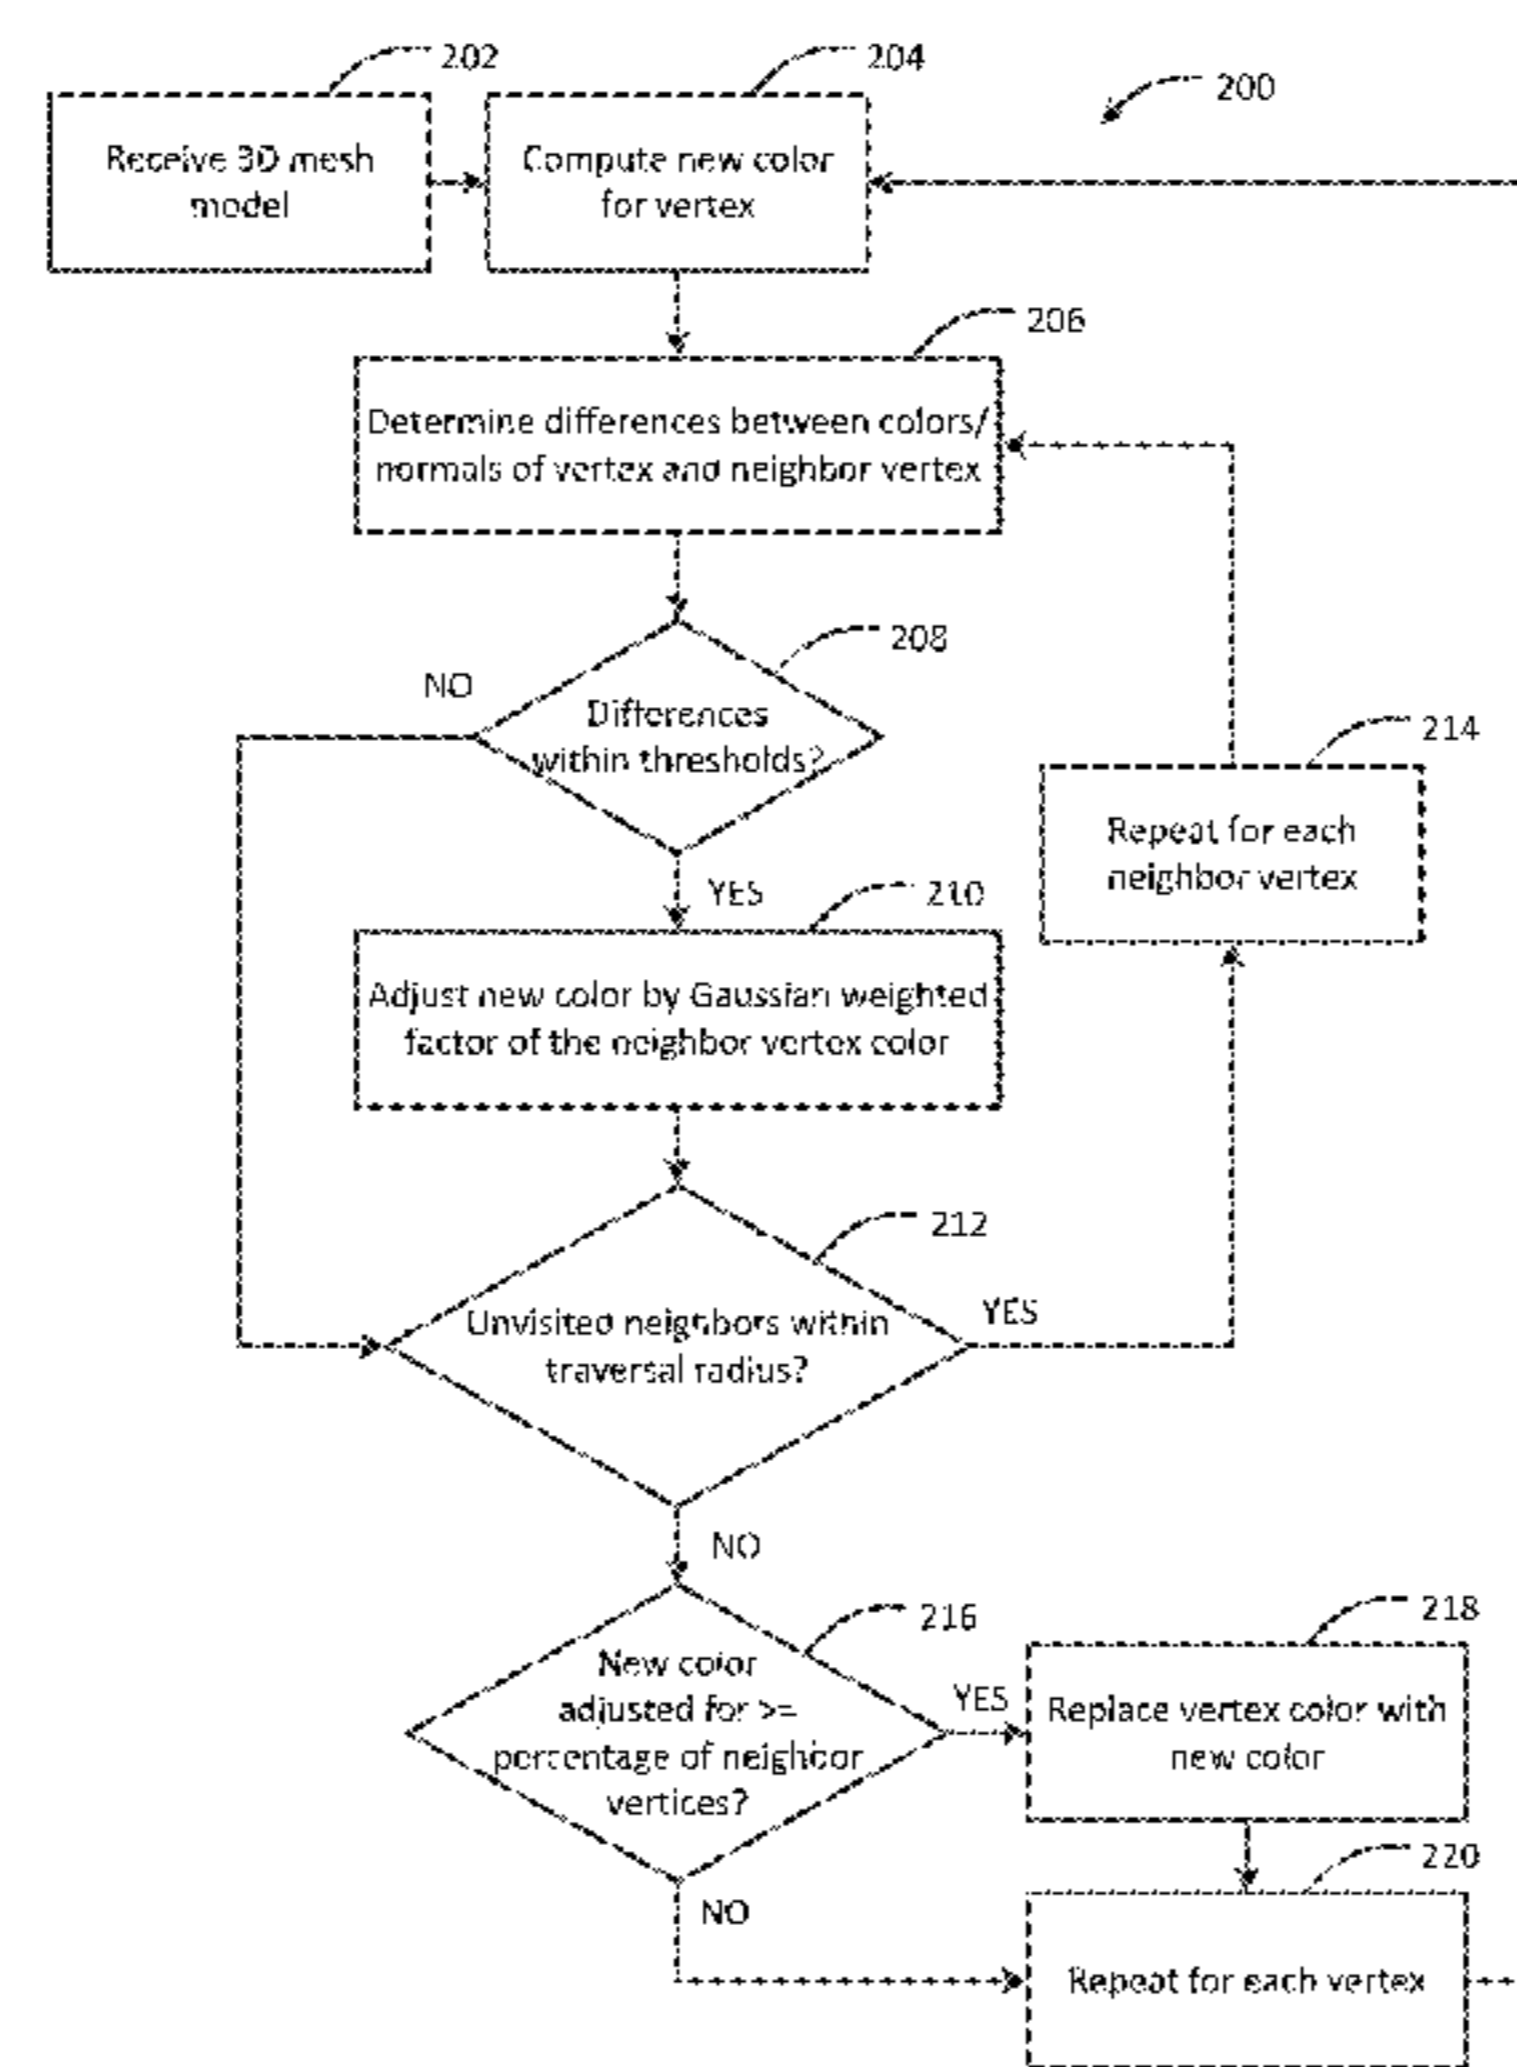 202
204
200
Receive 3D mesh
model
Compute new color
for vertex
206
Determine differences between colors/
normals of vertex and neighbor vertex
208
NO
Differences
within thresholds?
214
Repeat for each
neighbor vertex
YES
210
Adjust new color by Gaussian weighted
factor of the neighbor vertex color
212
YES
Unvisited neighbors within
traversal radius?
NO
216
218
New color
adjusted for >=
percentage of neighbor
vertices?
YES
Replace vertex color with
new color
220
NO
Repeat for each vertex